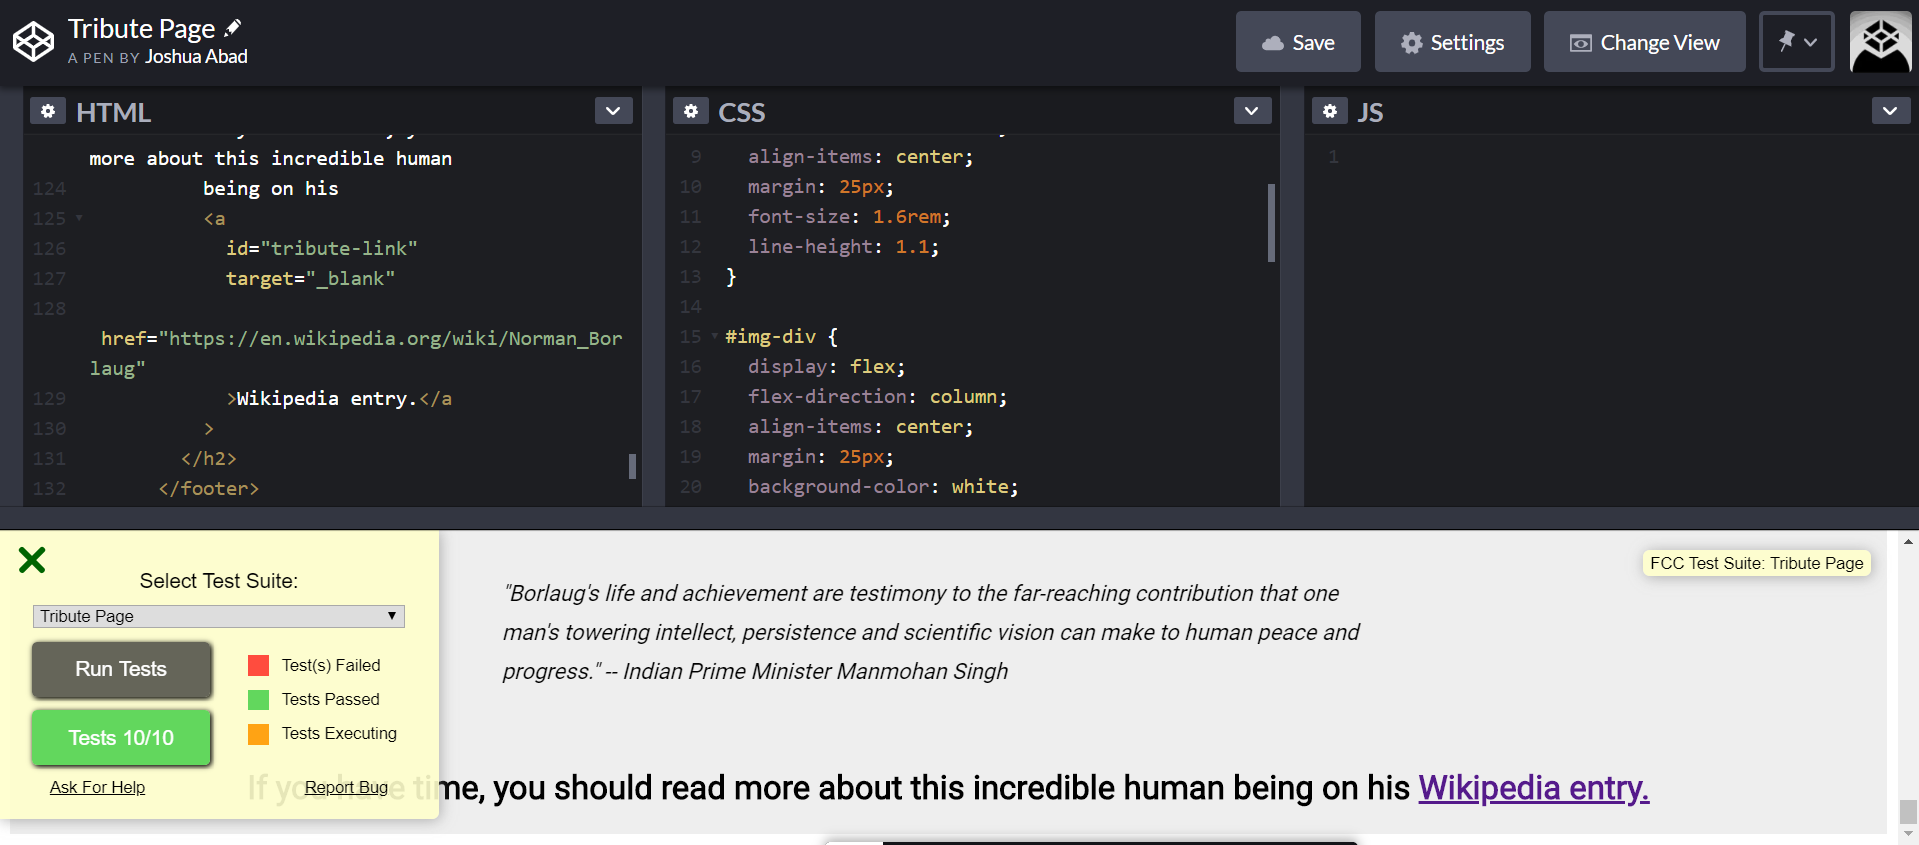 Tribute Page
A PEN BY Joshua Abad
Save
Settings
Change View
HTML
more about this incredible human
124 being on his
125 <a
126 id="tribute-link"
127 target="_blank"
128
href="https://en.wikipedia.org/wiki/Norman_Bor
laug"
129 >Wikipedia entry.</a
130 >
131 </h2>
132 </footer>
CSS
9 align-items: center;
10 margin: 25px;
11 font-size: 1.6rem;
12 line-height: 1.1;
13 }
14
15 #img-div {
16 display: flex;
17 flex-direction: column;
18 align-items: center;
19 margin: 25px;
20 background-color: white;
JS
1
Select Test Suite:
Tribute Page
Run Tests
Tests 10/10
Test(s) Failed
Tests Passed
Tests Executing
Ask For Help
Report Bug
FCC Test Suite: Tribute Page
"Borlaug's life and achievement are testimony to the far-reaching contribution that one
man's towering intellect, persistence and scientific vision can make to human peace and
progress." -- Indian Prime Minister Manmohan Singh
If you have time, you should read more about this incredible human being on his Wikipedia entry.